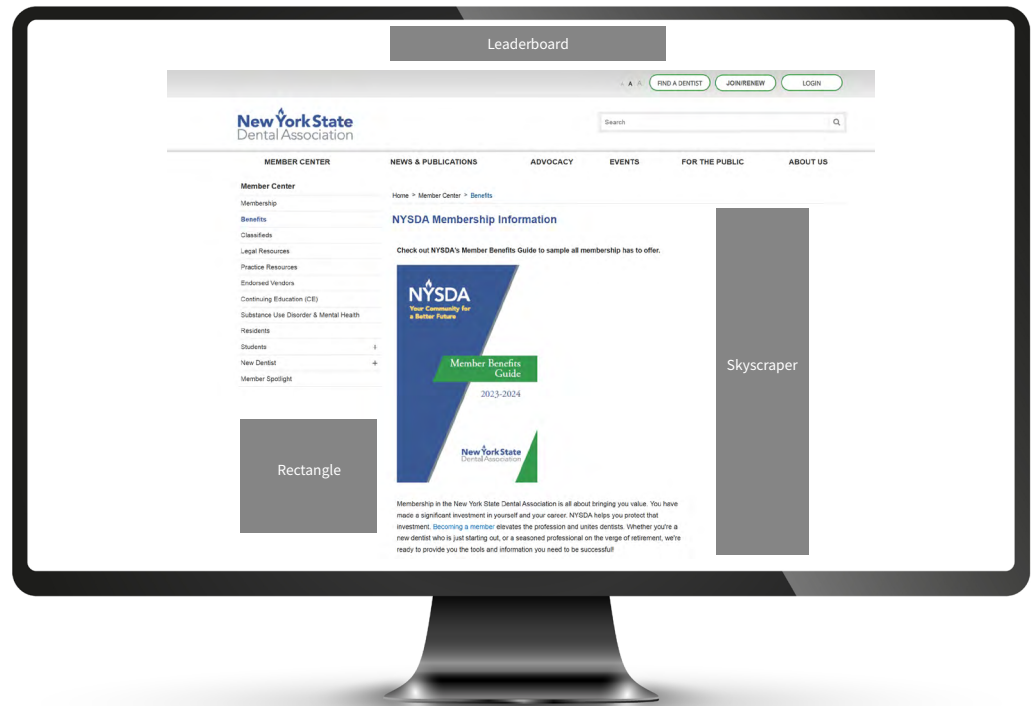 Leaderboard
A A A
FIND A DENTIST
JOIN/RENEW
LOGIN
New York State
Dental Association
Search
MEMBER CENTER
NEWS & PUBLICATIONS
ADVOCACY
EVENTS
FOR THE PUBLIC
ABOUT US
Member Center
Membership
Benefits
Classifieds
Legal Resources
Practice Resources
Endorsed Vendors
Continuing Education (CE)
Substance Use Disorder & Mental Health
Residents
Students +
New Dentist +
Member Spotlight
Rectangle
Home > Member Center > Benefits
NYSDA Membership Information
Check out NYSDA's Member Benefits Guide to sample all membership has to offer.
NYSDA
Your Community for
a Better Future
Member Benefits
Guide
2023-2024
New York State
Dental Association
Membership in the New York State Dental Association is all about bringing you value. You have
made a significant investment in yourself and your career. NYSDA helps you protect that
investment. Becoming a member elevates the profession and unites dentists. Whether you're a
new dentist who is just starting out, or a seasoned professional on the verge of retirement, we're
ready to provide you the tools and information you need to be successful!
Skyscraper